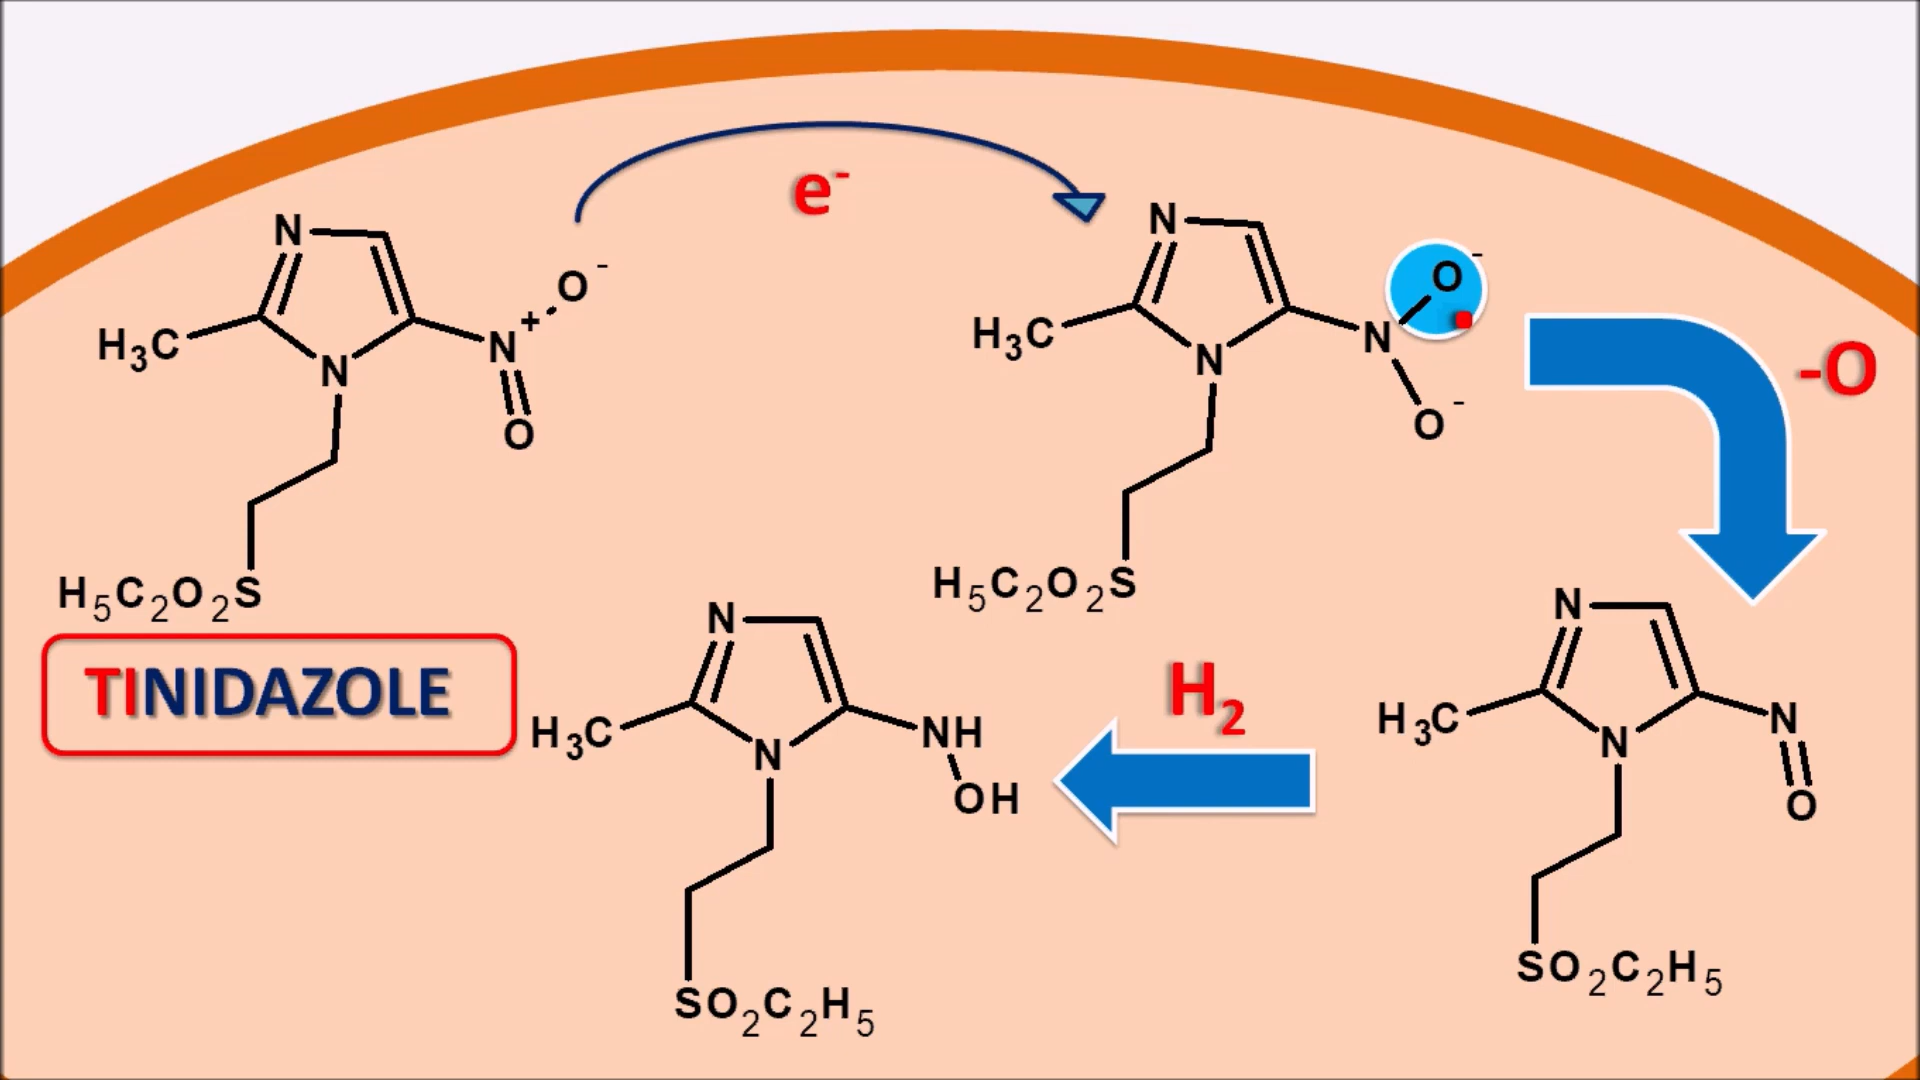 e⁻
N
O⁻
N⁺
H₃C
N
O
H₅C₂O₂S
TINIDAZOLE
N
O⁻
N
H₃C
N
O⁻
H₅C₂O₂S
-O
N
H₃C
N
N
O
SO₂C₂H₅
H₂
N
H₃C
N
NH
OH
SO₂C₂H₅